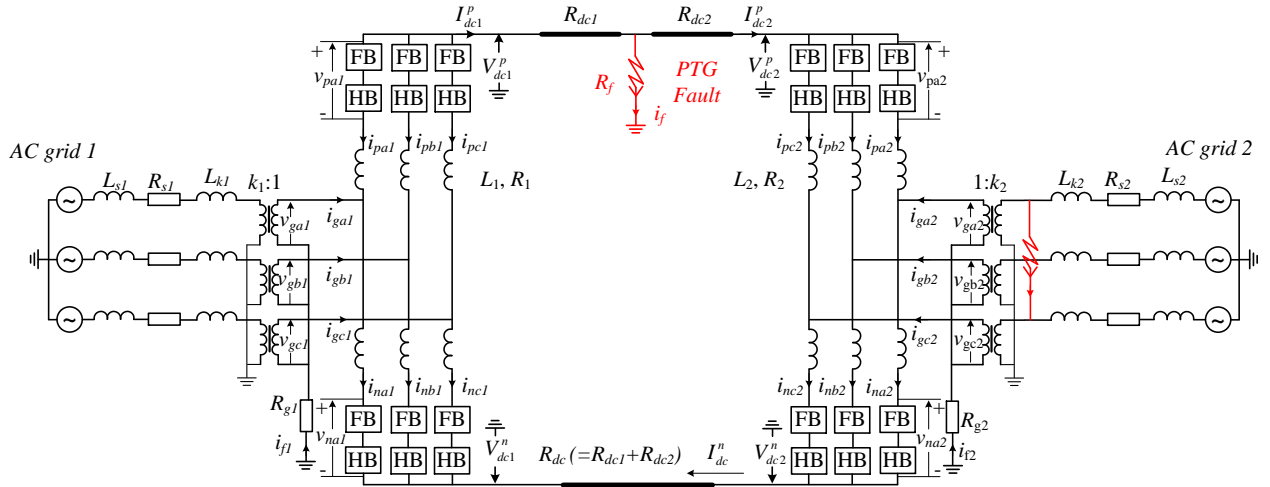 I^p_dc1 R_dc1 R_dc2 I^p_dc2
+ FB FB FB V^p_dc1 R_f PTG Fault V^p_dc2 FB FB FB +
v_pa1 v_pa2
- HB HB HB i_f HB HB HB -
AC grid 1 i_pa1 i_pb1 i_pc1 i_pc2 i_pb2 i_pa2 AC grid 2
L_s1 R_s1 L_k1 k_1:1 L_1, R_1 L_2, R_2 1:k_2 L_k2 R_s2 L_s2
~ v_ga1 i_ga1 i_ga2 v_ga2 ~
~ v_gb1 i_gb1 i_gb2 v_gb2 ~
~ v_gc1 i_gc1 i_gc2 v_gc2 ~
i_na1 i_nb1 i_nc1 i_nc2 i_nb2 i_na2
R_g1 + FB FB FB FB FB FB + R_g2
i_f1 v_na1 V^n_dc1 R_dc (=R_dc1+R_dc2) I^n_dc V^n_dc2 v_na2 i_f2
- HB HB HB HB HB HB -